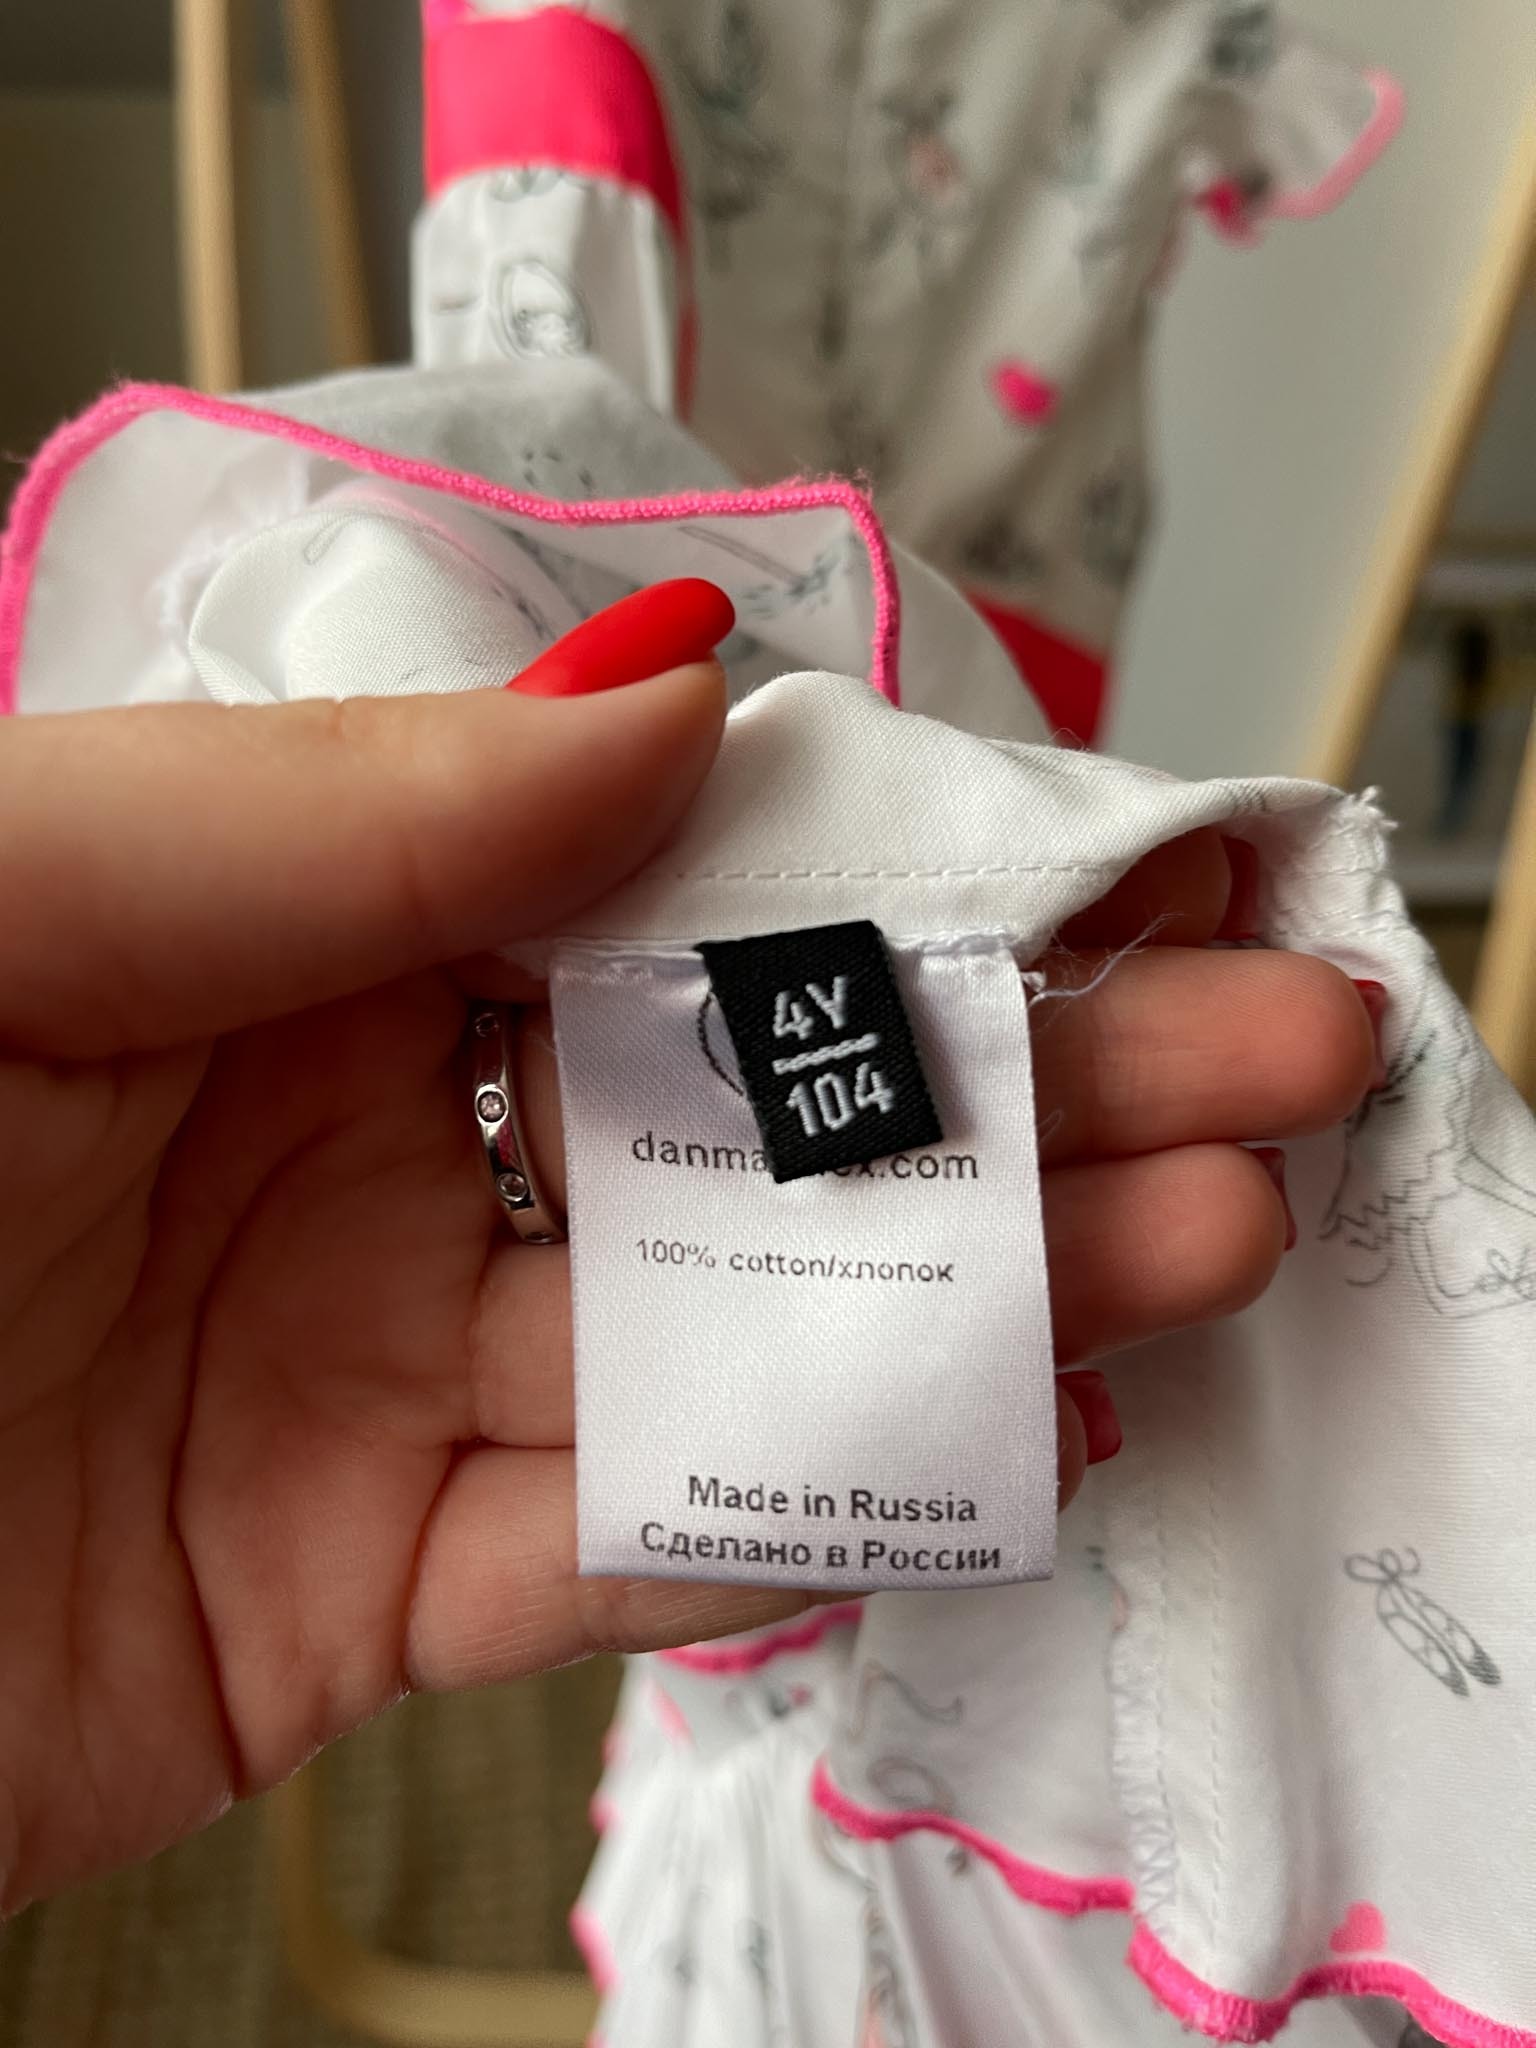 4Y
104
100% cotton/хлопок
Made in Russia
Сделано в России